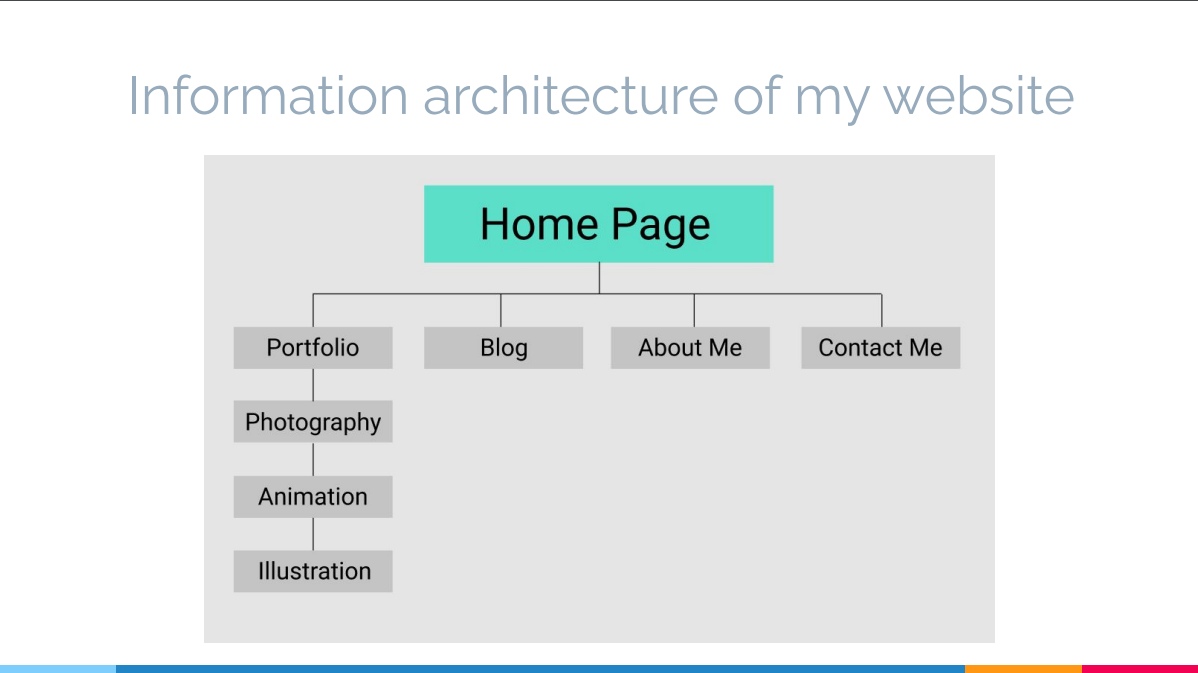 Information architecture of my website
Home Page
Portfolio
Blog
About Me
Contact Me
Photography
Animation
Illustration